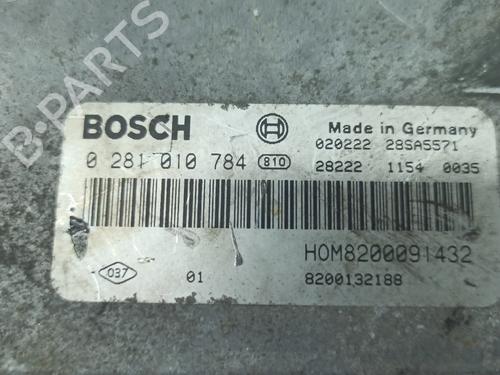 B-PARTS
BOSCH
Made in Germany
0 281 010 784 810
020222 28SA5571
28222 1154 0035
HOM8200091432
037 01 8200132188